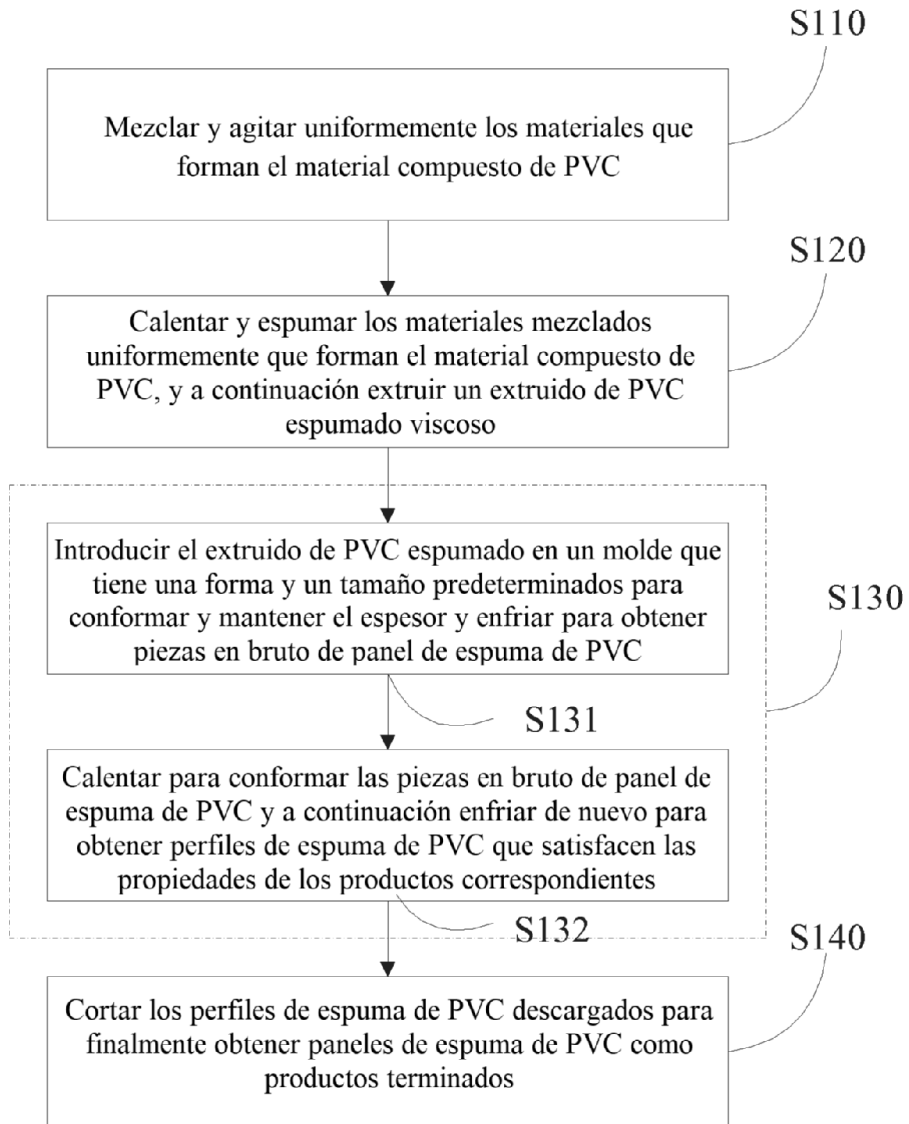 S110
Mezclar y agitar uniformemente los materiales que
forman el material compuesto de PVC
S120
Calentar y espumar los materiales mezclados
uniformemente que forman el material compuesto de
PVC, y a continuación extruir un extruido de PVC
espumado viscoso
Introducir el extruido de PVC espumado en un molde que
tiene una forma y un tamaño predeterminados para
conformar y mantener el espesor y enfriar para obtener
piezas en bruto de panel de espuma de PVC
S130
S131
Calentar para conformar las piezas en bruto de panel de
espuma de PVC y a continuación enfriar de nuevo para
obtener perfiles de espuma de PVC que satisfacen las
propiedades de los productos correspondientes
S132
S140
Cortar los perfiles de espuma de PVC descargados para
finalmente obtener paneles de espuma de PVC como
productos terminados